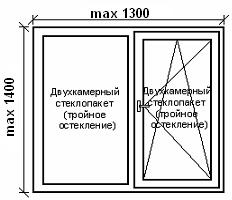 max 1300
max 1400
Двухкамерный
стеклопакет
(тройное
остекление)
Двухкамерный
стеклопакет
(тройное
остекление)